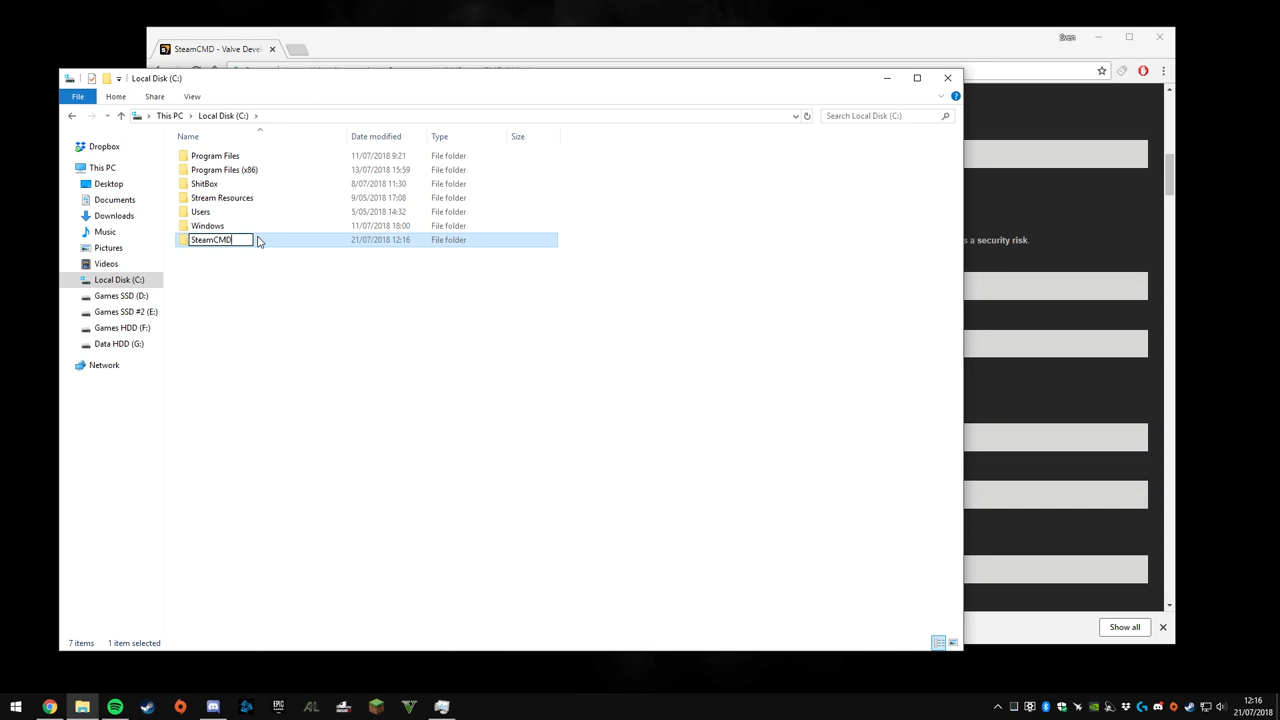 Sven
SteamCMD - Valve Devel
Local Disk (C:)
File Home Share View
This PC Local Disk (C:)
Search Local Disk (C:)
Name Date modified Type Size
Dropbox
This PC
Desktop
Documents
Downloads
Music
Pictures
Videos
Local Disk (C:)
Games SSD (D:)
Games SSD #2 (E:)
Games HDD (F:)
Data HDD (G:)
Network
Program Files 11/07/2018 9:21 File folder
Program Files (x86) 13/07/2018 15:59 File folder
ShitBox 8/07/2018 11:30 File folder
Stream Resources 9/05/2018 17:08 File folder
Users 5/05/2018 14:32 File folder
Windows 11/07/2018 18:00 File folder
SteamCMD 21/07/2018 12:16 File folder
s a security risk.
7 items 1 item selected
Show all
EPIC
12:16
21/07/2018